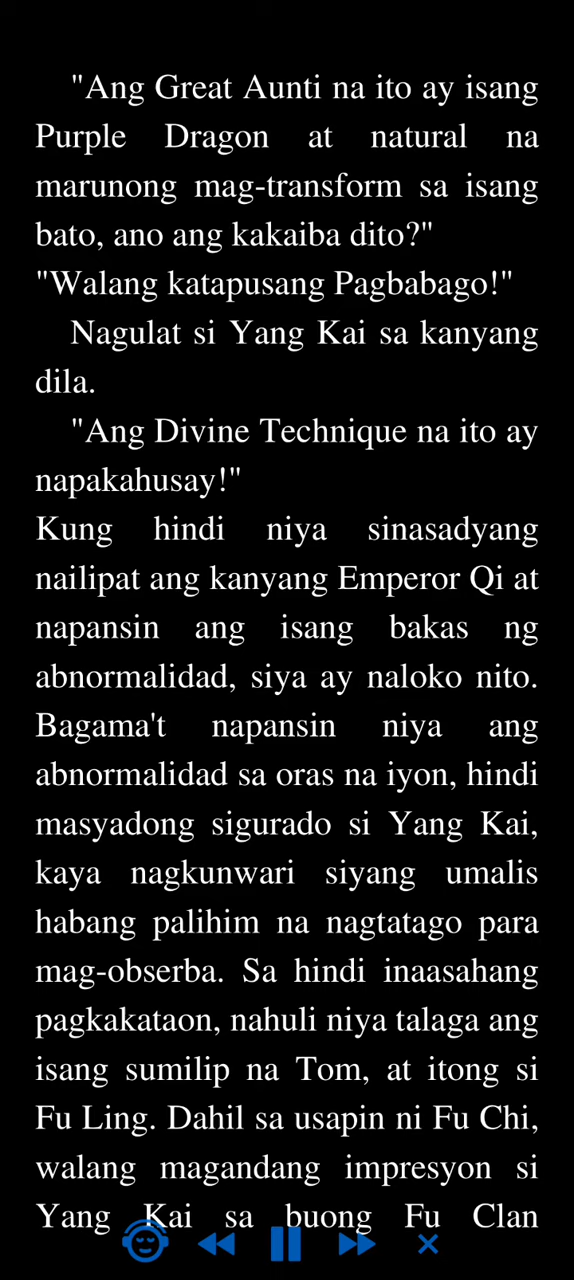 "Ang Great Aunti na ito ay isang
Purple Dragon at natural na
marunong mag-transform sa isang
bato, ano ang kakaiba dito?"
"Walang katapusang Pagbabago!"
Nagulat si Yang Kai sa kanyang
dila.
"Ang Divine Technique na ito ay
napakahusay!"
Kung hindi niya sinasadyang
nailipat ang kanyang Emperor Qi at
napansin ang isang bakas ng
abnormalidad, siya ay naloko nito.
Bagama't napansin niya ang
abnormalidad sa oras na iyon, hindi
masyadong sigurado si Yang Kai,
kaya nagkunwari siyang umalis
habang palihim na nagtatago para
mag-obserba. Sa hindi inaasahang
pagkakataon, nahuli niya talaga ang
isang sumilip na Tom, at itong si
Fu Ling. Dahil sa usapin ni Fu Chi,
walang magandang impresyon si
Yang Kai sa buong Fu Clan